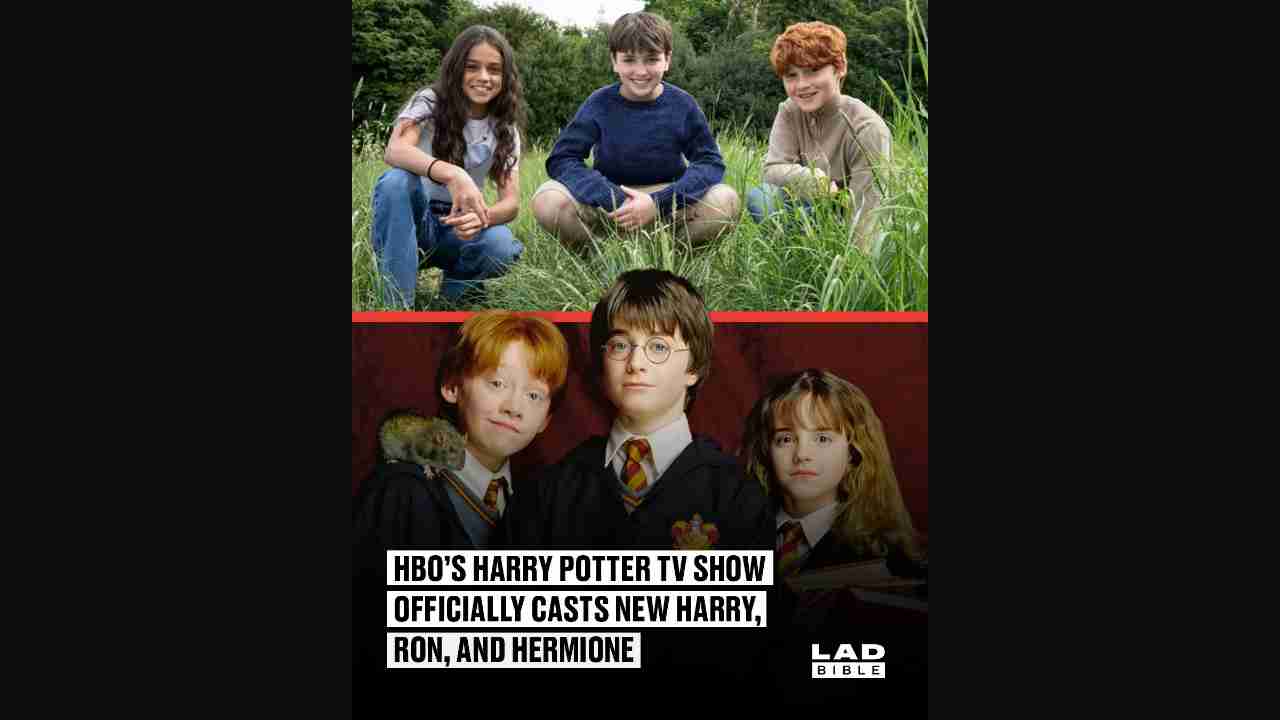 HBO'S HARRY POTTER TV SHOW
OFFICIALLY CASTS NEW HARRY,
RON, AND HERMIONE
LAD
BIBLE